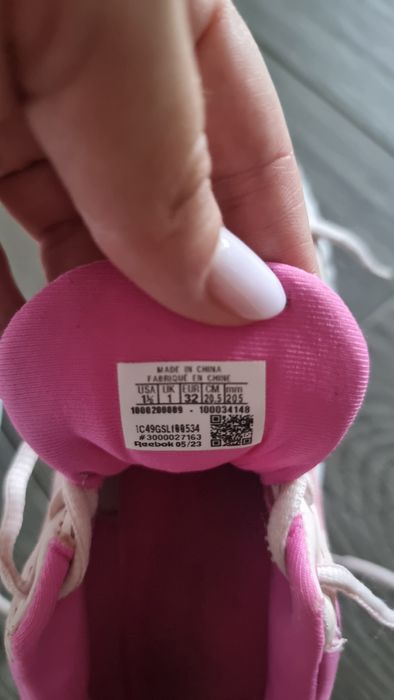 MADE IN CHINA
FABRIQUÉ EN CHINE
USA UK EUR CM mm
1½ 1 32 20.5 205
1000200009 - 100034148
1C49GSLF00534
#3000027163
Reebok 05/23